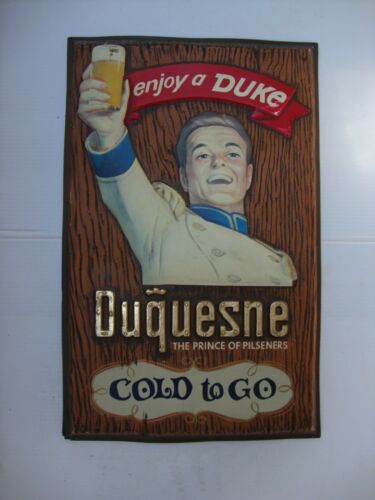 enjoy a DUKE
Duquesne
THE PRINCE OF PILSENERS
COLD to GO